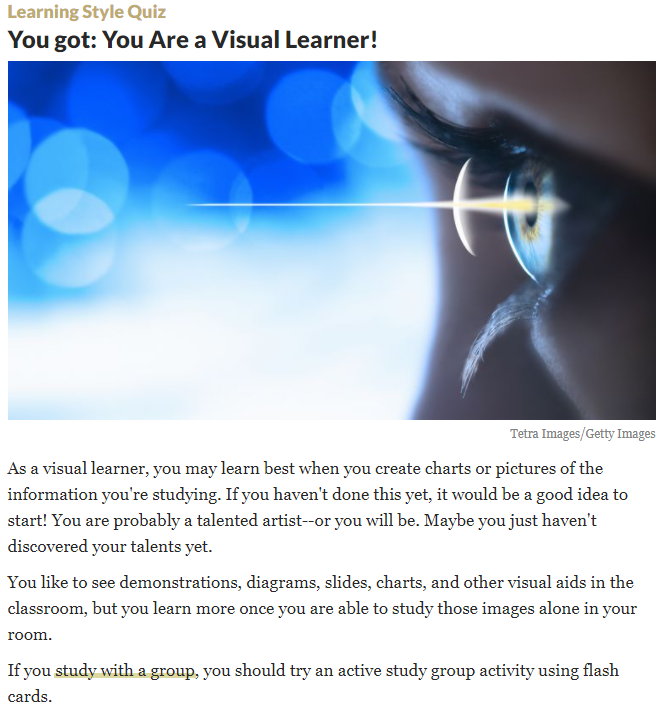 Learning Style Quiz
You got: You Are a Visual Learner!
Tetra Images/Getty Images
As a visual learner, you may learn best when you create charts or pictures of the
information you're studying. If you haven't done this yet, it would be a good idea to
start! You are probably a talented artist--or you will be. Maybe you just haven't
discovered your talents yet.
You like to see demonstrations, diagrams, slides, charts, and other visual aids in the
classroom, but you learn more once you are able to study those images alone in your
room.
If you study with a group, you should try an active study group activity using flash
cards.